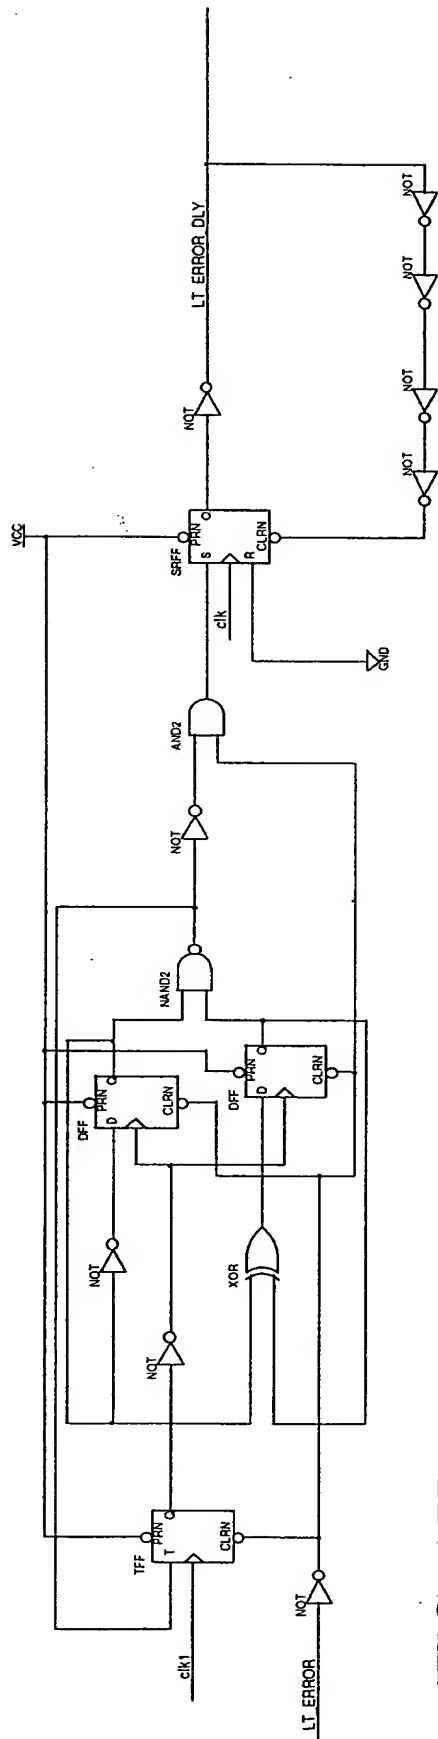 VCC
LT ERROR DLY
NOT
SRFF
PRN
S
Q
clk
R
CLRN
GND
NOT
NOT
NOT
NOT
AND2
NOT
NAND2
DFF
PRN
D
Q
CLRN
DFF
PRN
D
Q
CLRN
NOT
NOT
XOR
TFF
PRN
T
Q
CLRN
clk1
NOT
LT ERROR